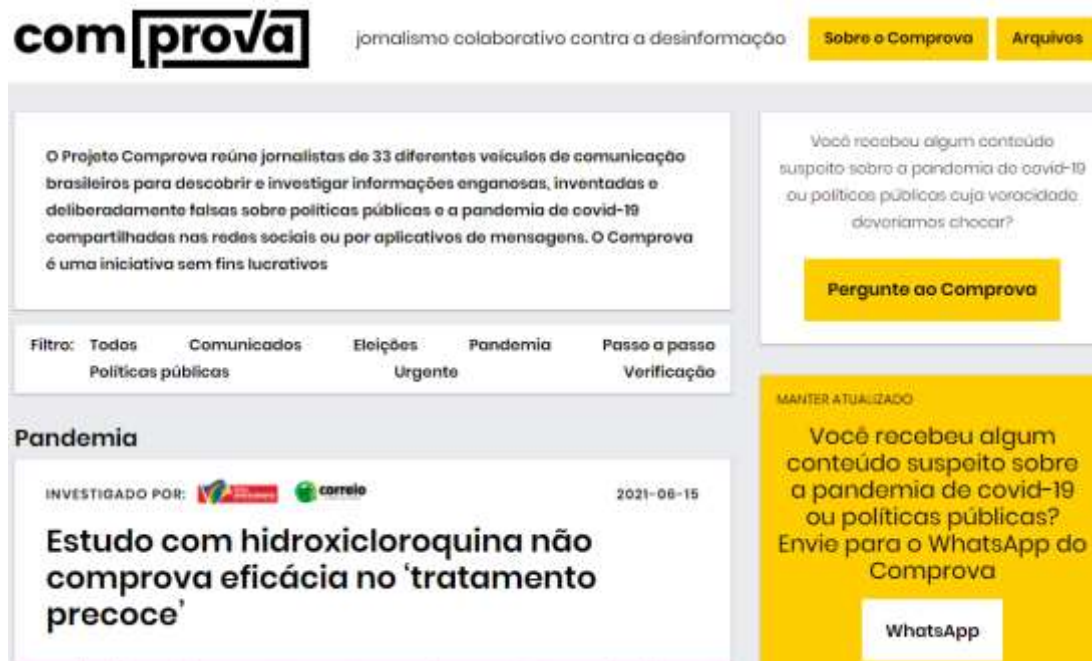 comprova
jornalismo colaborativo contra a desinformação
Sobre o Comprova
Arquivos
O Projeto Comprova reúne jornalistas de 33 diferentes veículos de comunicação
brasileiros para descobrir e investigar informações enganosas, inventadas e
deliberadamente falsas sobre políticas públicas e a pandemia de covid-19
compartilhadas nas redes sociais ou por aplicativos de mensagens. O Comprova
é uma iniciativa sem fins lucrativos
Você recebeu algum conteúdo
suspeito sobre a pandemia de covid-19
ou políticas públicas cuja veracidade
deveríamos checar?
Pergunte ao Comprova
Filtro: Todos Comunicados Eleições Pandemia Passo a passo
Políticas públicas Urgente Verificação
Pandemia
INVESTIGADO POR: correio 2021-06-15
Estudo com hidroxicloroquina não
comprova eficácia no ‘tratamento
precoce’
MANTER ATUALIZADO
Você recebeu algum
conteúdo suspeito sobre
a pandemia de covid-19
ou políticas públicas?
Envie para o WhatsApp do
Comprova
WhatsApp